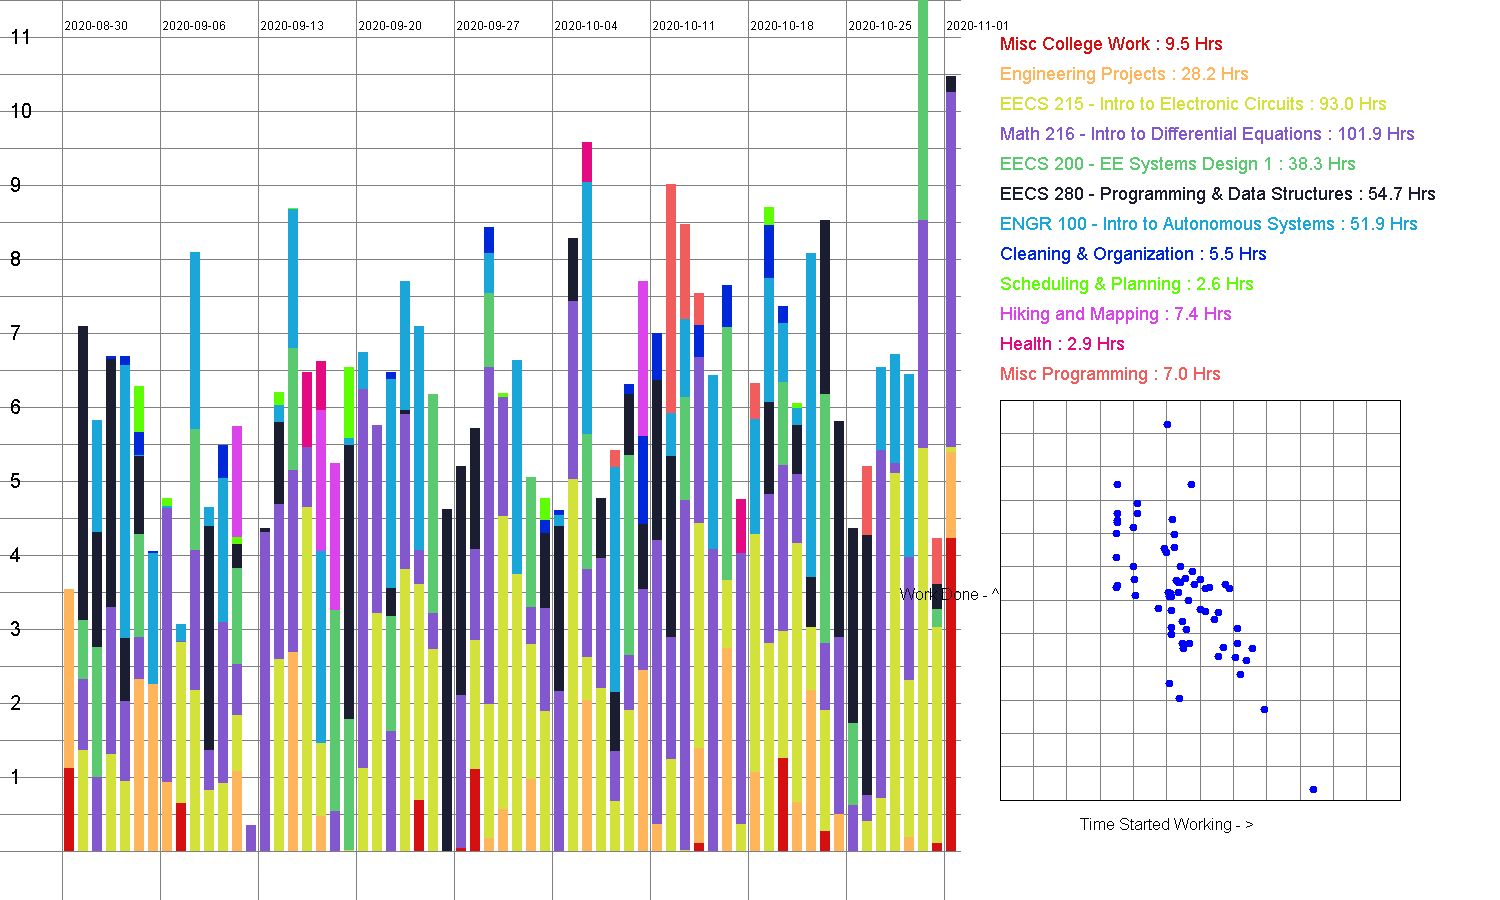 2020-08-30 2020-09-06 2020-09-13 2020-09-20 2020-09-27 2020-10-04 2020-10-11 2020-10-18 2020-10-25 2020-11-01
11
10
9
8
7
6
5
4
3
2
1
Misc College Work : 9.5 Hrs
Engineering Projects : 28.2 Hrs
EECS 215 - Intro to Electronic Circuits : 93.0 Hrs
Math 216 - Intro to Differential Equations : 101.9 Hrs
EECS 200 - EE Systems Design 1 : 38.3 Hrs
EECS 280 - Programming & Data Structures : 54.7 Hrs
ENGR 100 - Intro to Autonomous Systems : 51.9 Hrs
Cleaning & Organization : 5.5 Hrs
Scheduling & Planning : 2.6 Hrs
Hiking and Mapping : 7.4 Hrs
Health : 2.9 Hrs
Misc Programming : 7.0 Hrs
Work Done - ^
Time Started Working - >